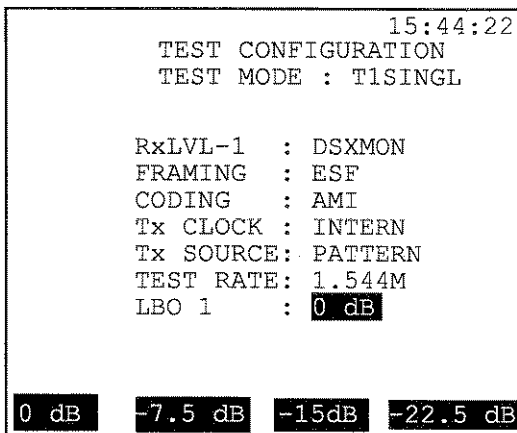 15:44:22
TEST CONFIGURATION
TEST MODE : T1SINGL
RxLVL-1 : DSXMON
FRAMING : ESF
CODING : AMI
Tx CLOCK : INTERN
Tx SOURCE: PATTERN
TEST RATE: 1.544M
LBO 1 : 0 dB
0 dB -7.5 dB -15dB -22.5 dB